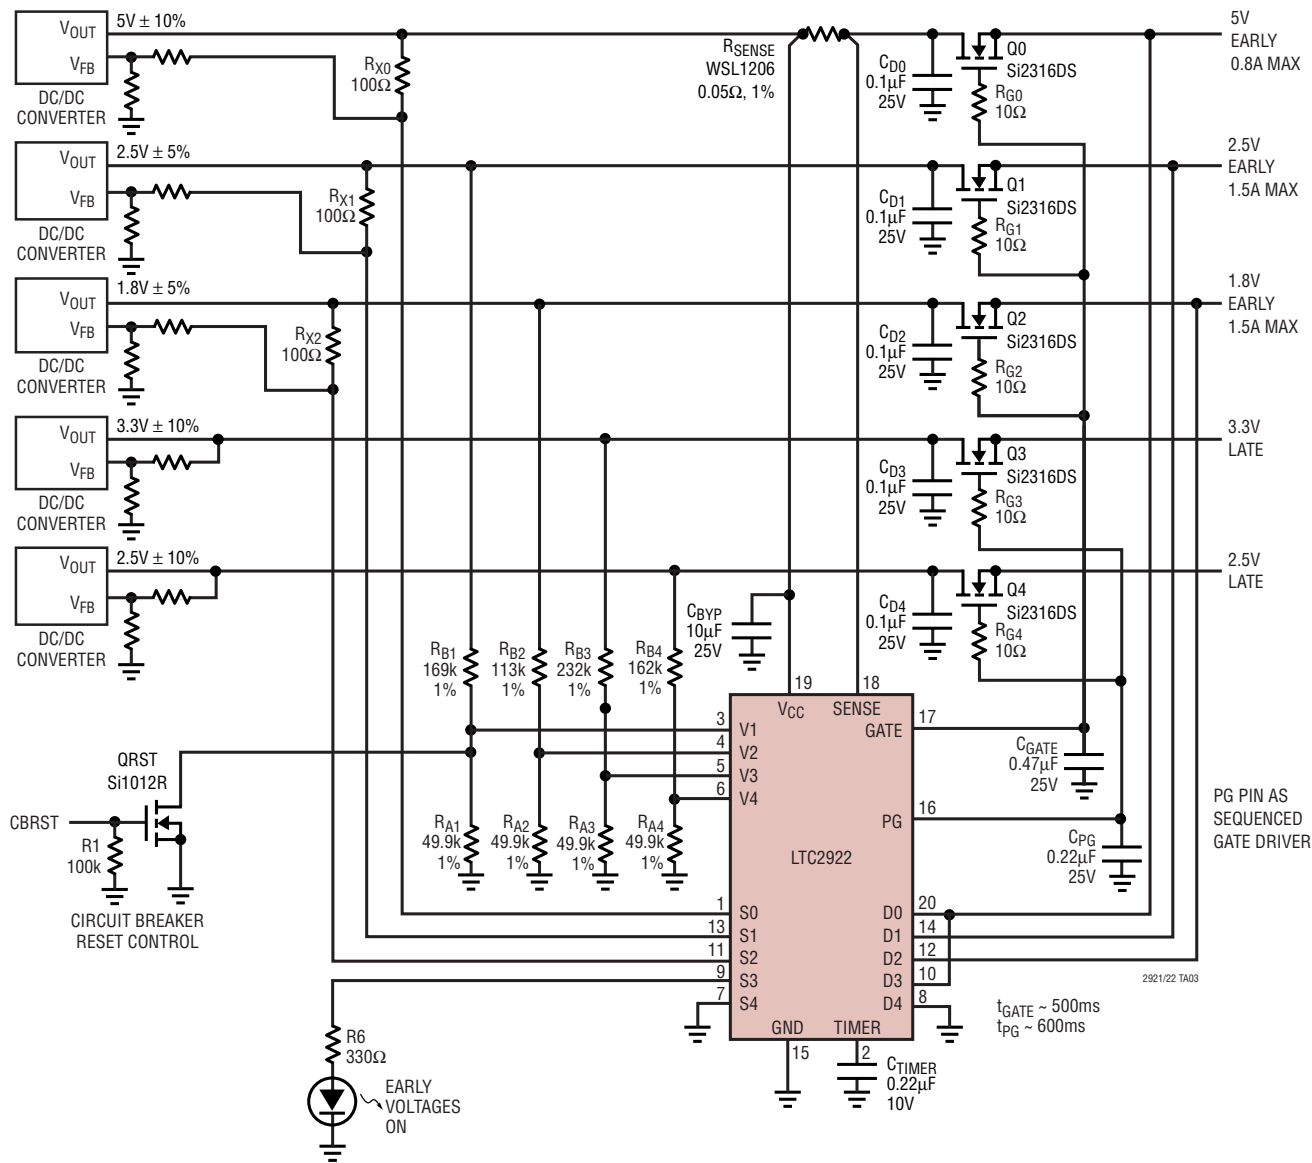 VOUT
5V ± 10%
VFB
DC/DC
CONVERTER
RX0
100Ω
RSENSE
WSL1206
0.05Ω, 1%
CD0
0.1µF
25V
Q0
Si2316DS
RG0
10Ω
5V
EARLY
0.8A MAX
VOUT
2.5V ± 5%
VFB
DC/DC
CONVERTER
RX1
100Ω
CD1
0.1µF
25V
Q1
Si2316DS
RG1
10Ω
2.5V
EARLY
1.5A MAX
VOUT
1.8V ± 5%
VFB
DC/DC
CONVERTER
RX2
100Ω
CD2
0.1µF
25V
Q2
Si2316DS
RG2
10Ω
1.8V
EARLY
1.5A MAX
VOUT
3.3V ± 10%
VFB
DC/DC
CONVERTER
CD3
0.1µF
25V
Q3
Si2316DS
RG3
10Ω
3.3V
LATE
VOUT
2.5V ± 10%
VFB
DC/DC
CONVERTER
CD4
0.1µF
25V
Q4
Si2316DS
RG4
10Ω
2.5V
LATE
CBYP
10µF
25V
RB1
169k
1%
RB2
113k
1%
RB3
232k
1%
RB4
162k
1%
19
18
VCC
SENSE
3
V1
4
V2
5
V3
6
V4
GATE
17
CGATE
0.47µF
25V
PG
16
CPG
0.22µF
25V
PG PIN AS
SEQUENCED
GATE DRIVER
LTC2922
QRST
Si1012R
CBRST
R1
100k
CIRCUIT BREAKER
RESET CONTROL
RA1
49.9k
1%
RA2
49.9k
1%
RA3
49.9k
1%
RA4
49.9k
1%
1
S0
13
S1
11
S2
9
S3
7
S4
D0
20
D1
14
D2
12
D3
10
D4
8
GND
TIMER
15
2
CTIMER
0.22µF
10V
2921/22 TA03
tGATE ~ 500ms
tPG ~ 600ms
R6
330Ω
EARLY
VOLTAGES
ON